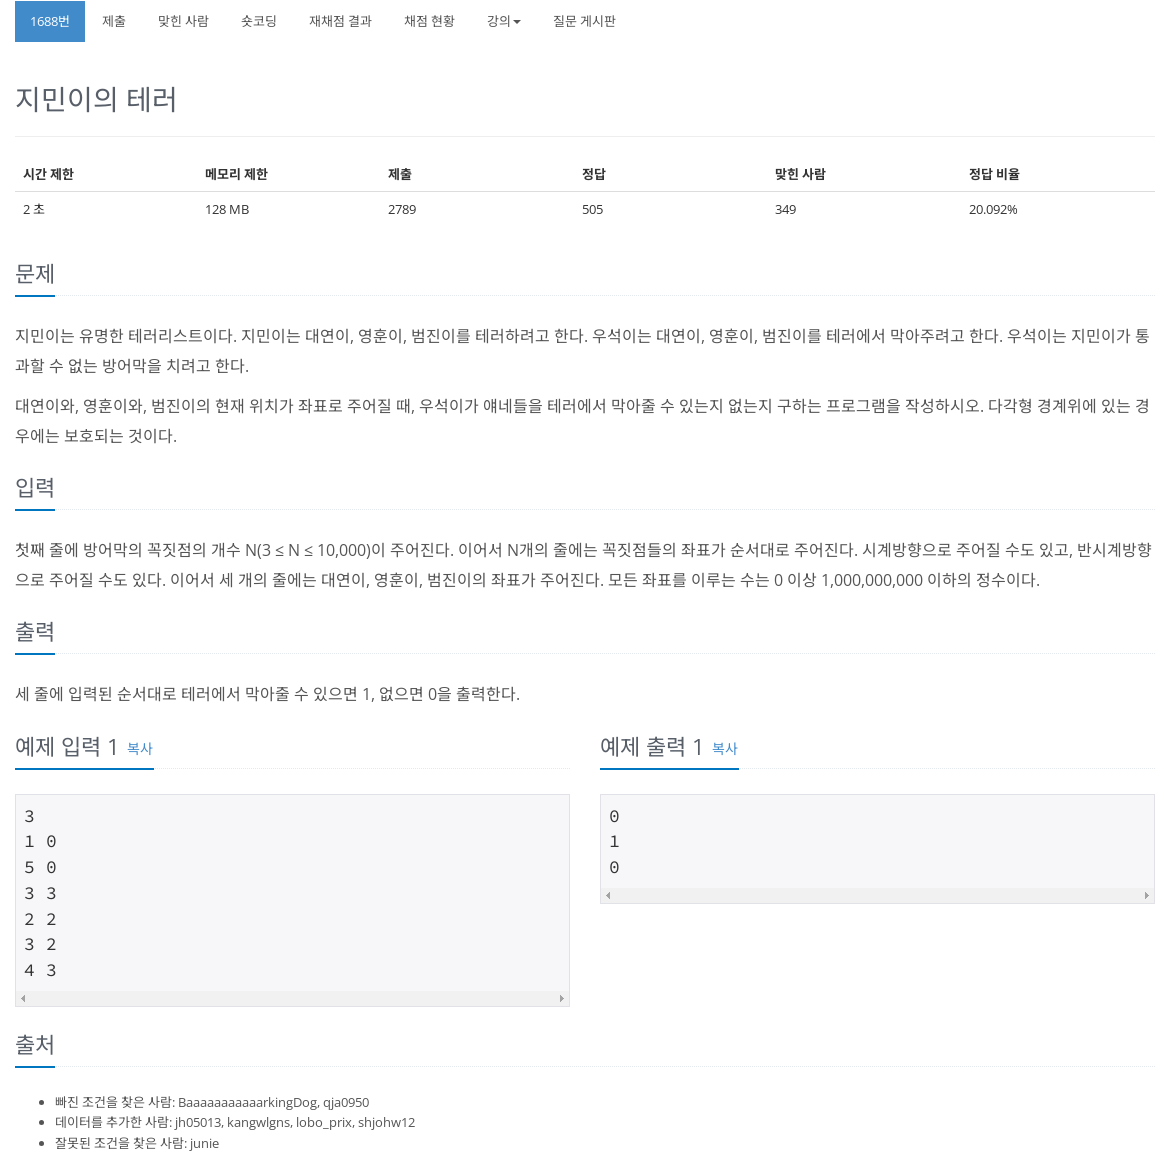 1688번 제출 맞힌 사람 숏코딩 재채점 결과 채점 현황 강의 질문 게시판
지민이의 테러
시간 제한 메모리 제한 제출 정답 맞힌 사람 정답 비율
2 초 128 MB 2789 505 349 20.092%
문제
지민이는 유명한 테러리스트이다. 지민이는 대연이, 영훈이, 범진이를 테러하려고 한다. 우석이는 대연이, 영훈이, 범진이를 테러에서 막아주려고 한다. 우석이는 지민이가 통
과할 수 없는 방어막을 치려고 한다.
대연이와, 영훈이와, 범진이의 현재 위치가 좌표로 주어질 때, 우석이가 얘네들을 테러에서 막아줄 수 있는지 없는지 구하는 프로그램을 작성하시오. 다각형 경계위에 있는 경
우에는 보호되는 것이다.
입력
첫째 줄에 방어막의 꼭짓점의 개수 N(3 ≤ N ≤ 10,000)이 주어진다. 이어서 N개의 줄에는 꼭짓점들의 좌표가 순서대로 주어진다. 시계방향으로 주어질 수도 있고, 반시계방향
으로 주어질 수도 있다. 이어서 세 개의 줄에는 대연이, 영훈이, 범진이의 좌표가 주어진다. 모든 좌표를 이루는 수는 0 이상 1,000,000,000 이하의 정수이다.
출력
세 줄에 입력된 순서대로 테러에서 막아줄 수 있으면 1, 없으면 0을 출력한다.
예제 입력 1 복사
3
1 0
5 0
3 3
2 2
3 2
4 3
예제 출력 1 복사
0
1
0
출처
빠진 조건을 찾은 사람: BaaaaaaaaaaarkingDog, qja0950
데이터를 추가한 사람: jh05013, kangwlgns, lobo_prix, shjohw12
잘못된 조건을 찾은 사람: junie